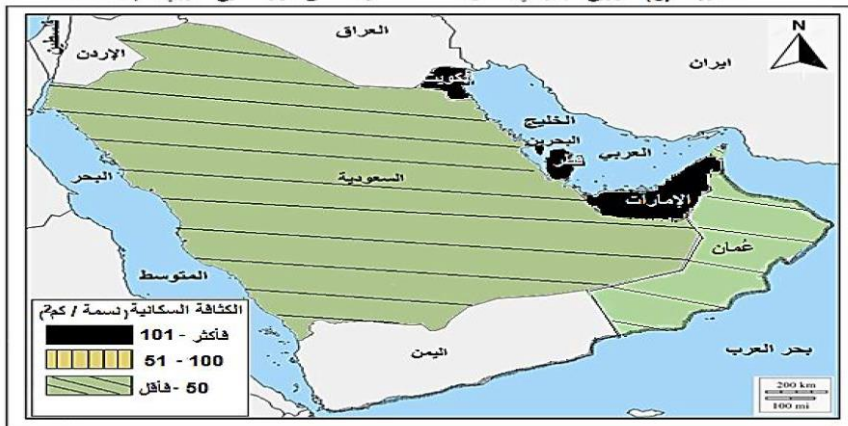 العراق
فلسطين
الإردن
ايران
N
الكويت
الخليج
البحرين
العربي
قطر
السعودية
البحر
الإمارات
عُمان
المتوسط
الكثافة السكانية (نسمة / كم2)
101 - فأكثر
51 - 100
50 - فأقل
اليمن
بحر العرب
200 km
100 mi